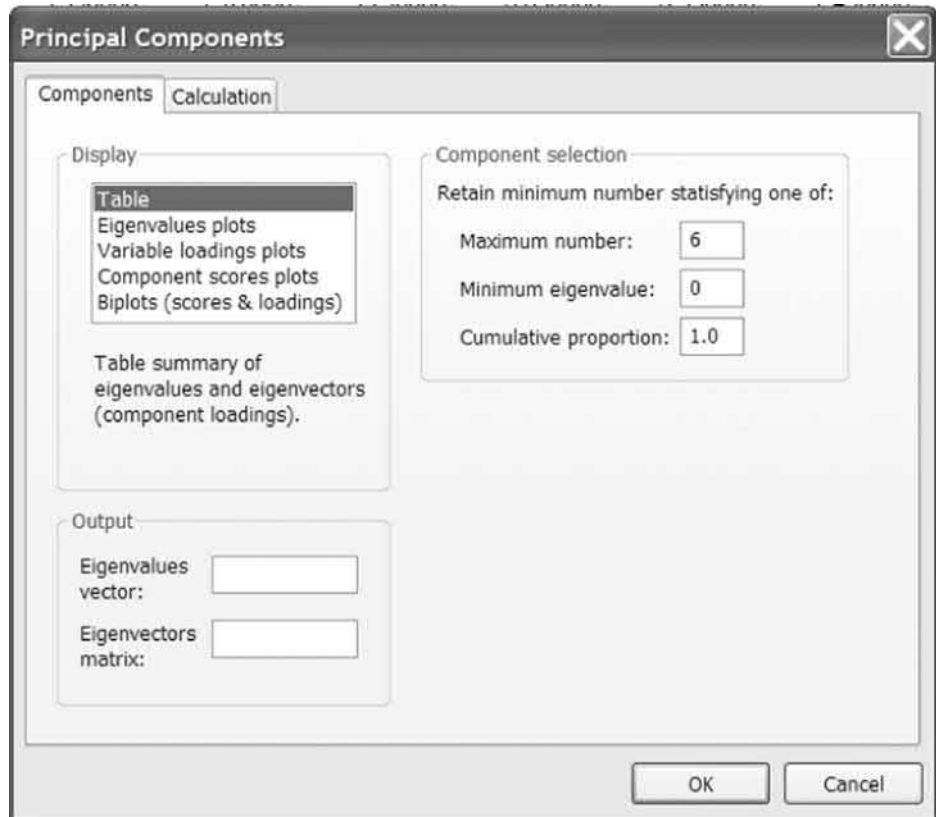 Principal Components
Components
Calculation
Display
Table
Eigenvalues plots
Variable loadings plots
Component scores plots
Biplots (scores & loadings)
Table summary of
eigenvalues and eigenvectors
(component loadings).
Component selection
Retain minimum number statisfying one of:
Maximum number: 6
Minimum eigenvalue: 0
Cumulative proportion: 1.0
Output
Eigenvalues
vector:
Eigenvectors
matrix:
OK
Cancel